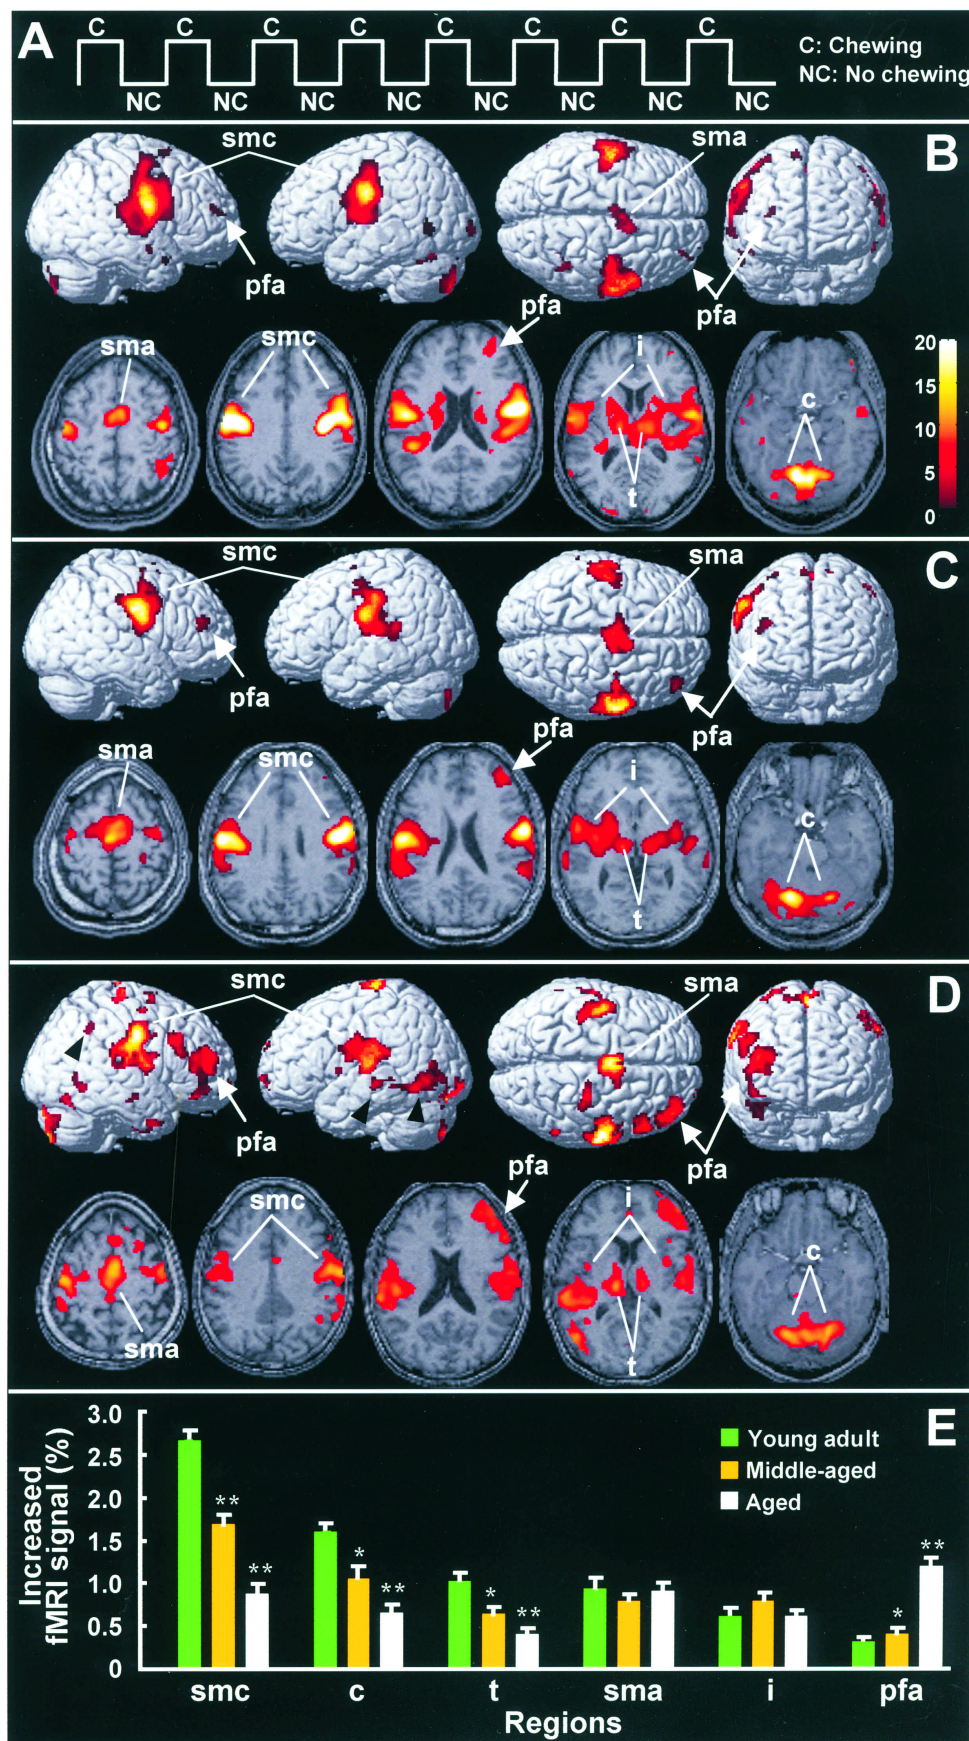 A
C C C C C C C C
NC NC NC NC NC NC NC NC
C: Chewing
NC: No chewing
B
smc
sma
pfa
pfa
pfa
sma
smc
i
c
t
20
15
10
5
0
C
smc
sma
pfa
pfa
pfa
sma
smc
i
c
t
D
smc
sma
pfa
pfa
pfa
smc
i
c
sma
t
E
Increased
fMRI signal (%)
3.0
2.5
2.0
1.5
1.0
0.5
0
** ** * ** * ** * **
Young adult
Middle-aged
Aged
smc c t sma i pfa
Regions